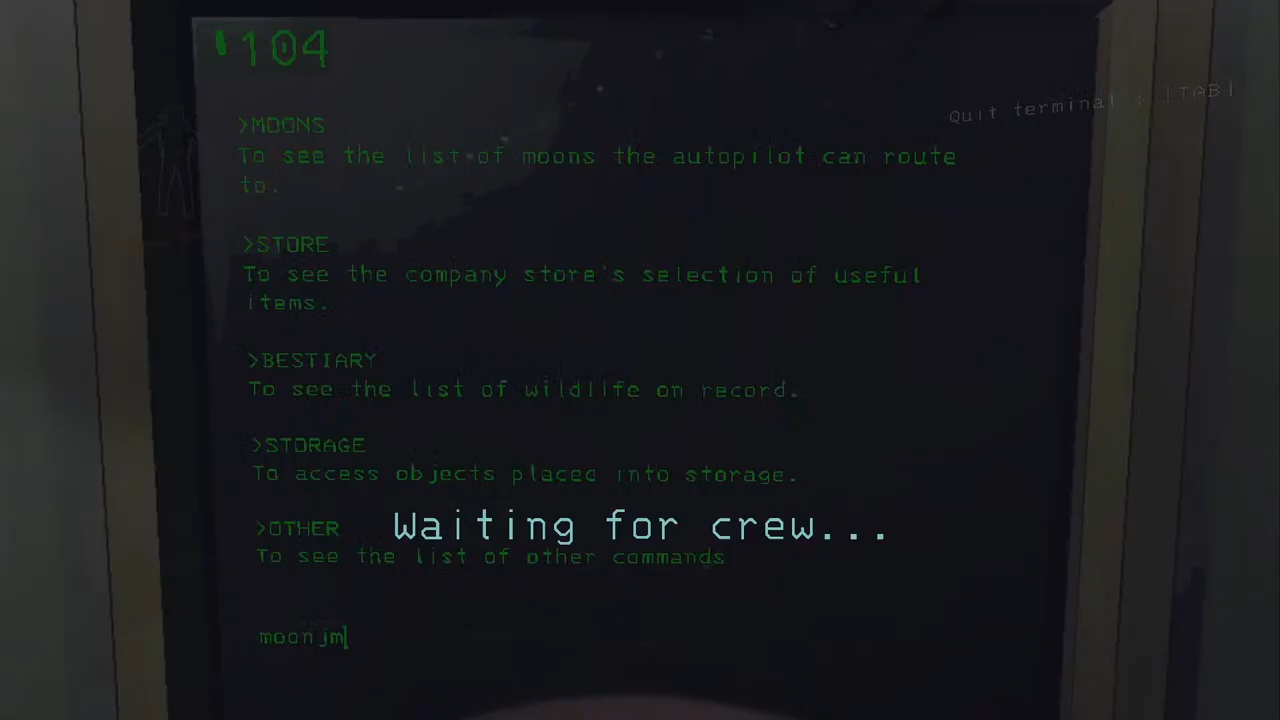 104
Quit terminal : [TAB]
>MOONS
To see the list of moons the autopilot can route
to.
>STORE
To see the company store's selection of useful
items.
>BESTIARY
To see the list of wildlife on record.
>STORAGE
To access objects placed into storage.
>OTHER
Waiting for crew...
To see the list of other commands
moonjm